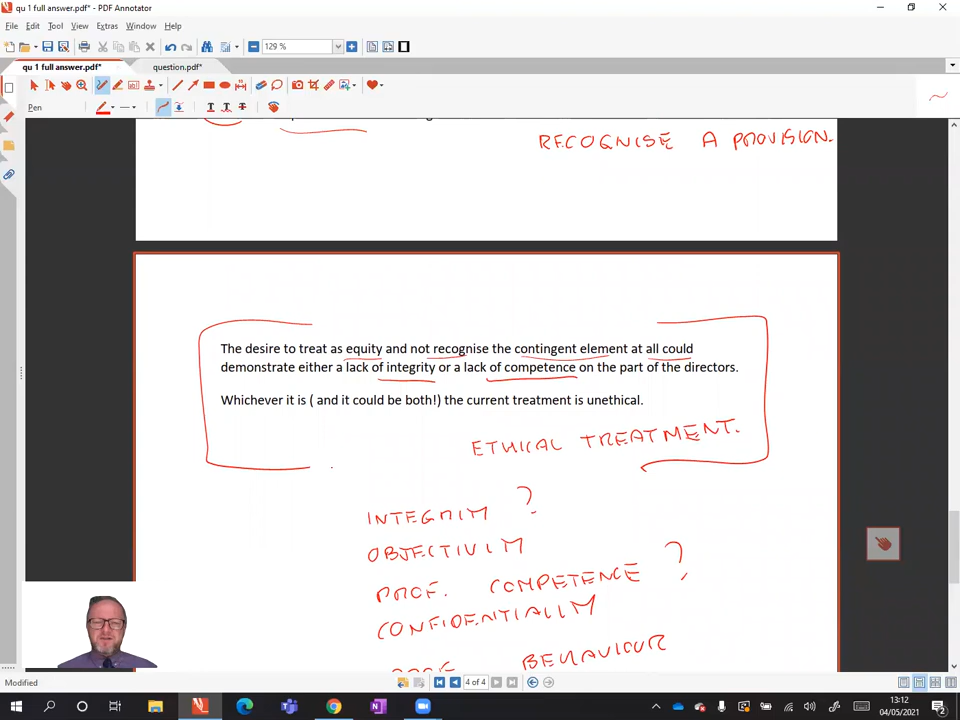 qu 1 full answer.pdf* - PDF Annotator
File Edit Tool View Extras Window Help
129 %
qu 1 full answer.pdf* question.pdf*
Pen
RECOGNISE A PROVISION.
The desire to treat as equity and not recognise the contingent element at all could
demonstrate either a lack of integrity or a lack of competence on the part of the directors.
Whichever it is ( and it could be both!) the current treatment is unethical.
ETHICAL TREATMENT.
INTEGRITY ?
OBJECTIVITY
PROF. COMPETENCE ?
CONFIDENTIALITY
PROF BEHAVIOUR
Modified
4 of 4
13:12
04/05/2021
2